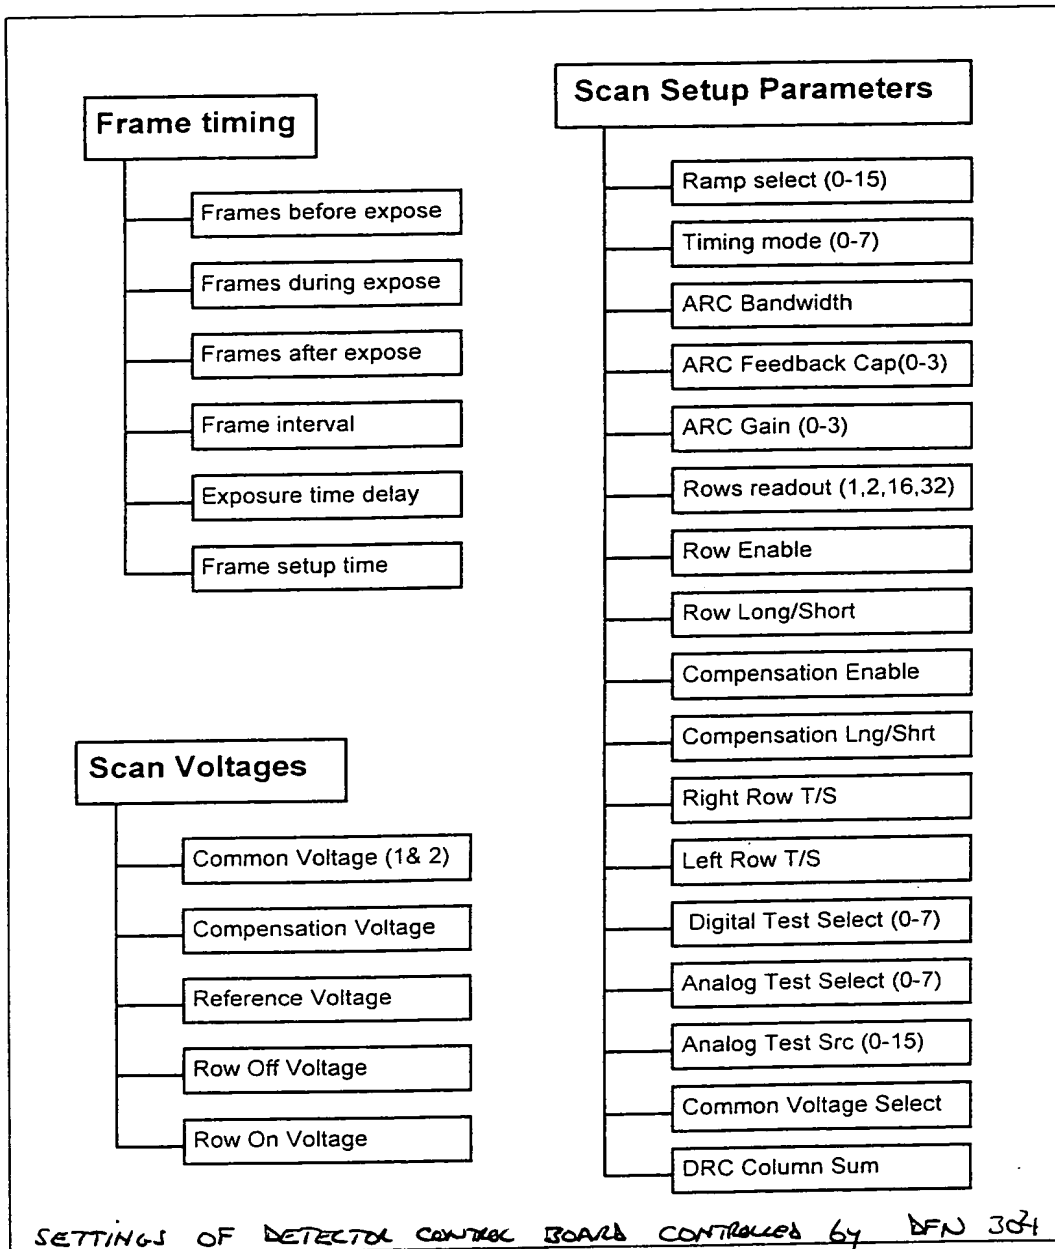 Frame timing
Frames before expose
Frames during expose
Frames after expose
Frame interval
Exposure time delay
Frame setup time
Scan Voltages
Common Voltage (1& 2)
Compensation Voltage
Reference Voltage
Row Off Voltage
Row On Voltage
Scan Setup Parameters
Ramp select (0-15)
Timing mode (0-7)
ARC Bandwidth
ARC Feedback Cap(0-3)
ARC Gain (0-3)
Rows readout (1,2,16,32)
Row Enable
Row Long/Short
Compensation Enable
Compensation Lng/Shrt
Right Row T/S
Left Row T/S
Digital Test Select (0-7)
Analog Test Select (0-7)
Analog Test Src (0-15)
Common Voltage Select
DRC Column Sum
SETTINGS OF DETECTOR CONTROL BOARD CONTROLLED by DFN